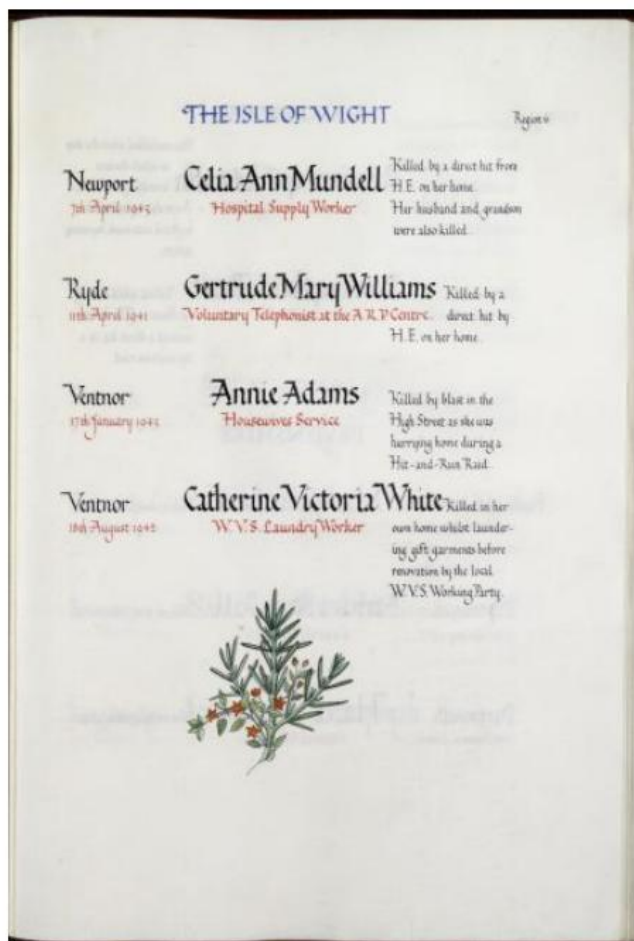 THE ISLE OF WIGHT
Region 6
Newport
7th April 1943
Celia Ann Mundell
Hospital Supply Worker
Killed by a direct hit from
H.E. on her home.
Her husband and grandson
were also killed.
Ryde
11th April 1941
Gertrude Mary Williams
Voluntary Telephonist at the A.R.P. Centre.
Killed by a
direct hit by
H.E. on her home.
Ventnor
17th January 1943
Annie Adams
Housewives Service
Killed by blast in the
High Street as she was
hurrying home during a
Hit-and-Run Raid.
Ventnor
18th August 1942
Catherine Victoria White
W.V.S. Laundry Worker
Killed in her
own home whilst launder-
ing gift garments before
renovation by the local
W.V.S. Working Party.